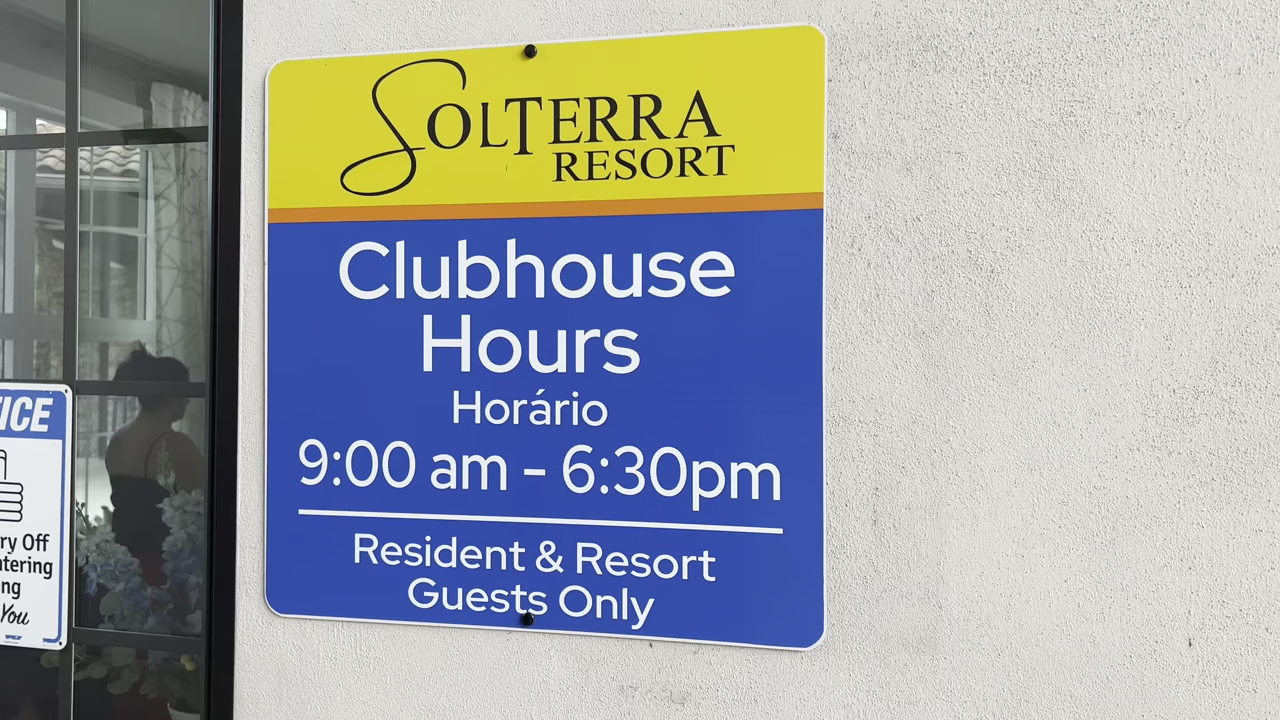 SOLTERRA
RESORT
Clubhouse
Hours
Horário
9:00 am - 6:30pm
Resident & Resort
Guests Only
ICE
ry Off
tering
ng
You